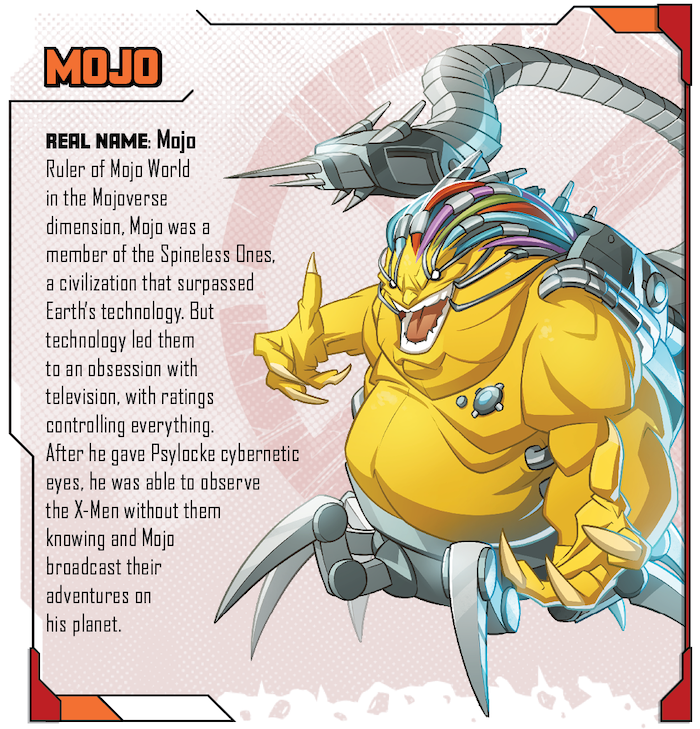 MOJO
REAL NAME: Mojo
Ruler of Mojo World
in the Mojoverse
dimension, Mojo was a
member of the Spineless Ones,
a civilization that surpassed
Earth's technology. But
technology led them
to an obsession with
television, with ratings
controlling everything.
After he gave Psylocke cybernetic
eyes, he was able to observe
the X-Men without them
knowing and Mojo
broadcast their
adventures on
his planet.